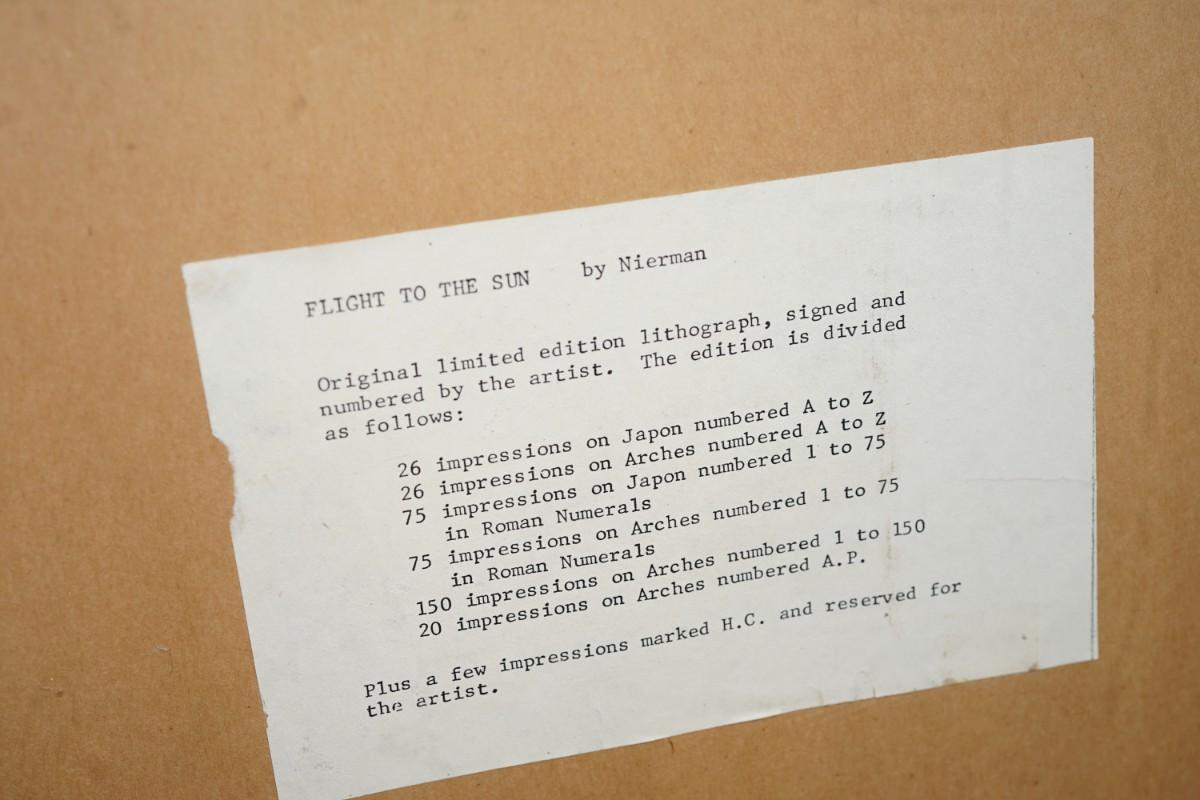 FLIGHT TO THE SUN by Nierman
Original limited edition lithograph, signed and
numbered by the artist. The edition is divided
as follows:
26 impressions on Japon numbered A to Z
26 impressions on Arches numbered A to Z
75 impressions on Japon numbered 1 to 75
in Roman Numerals
75 impressions on Arches numbered 1 to 75
in Roman Numerals
150 impressions on Arches numbered 1 to 150
20 impressions on Arches numbered A.P.
Plus a few impressions marked H.C. and reserved for
the artist.